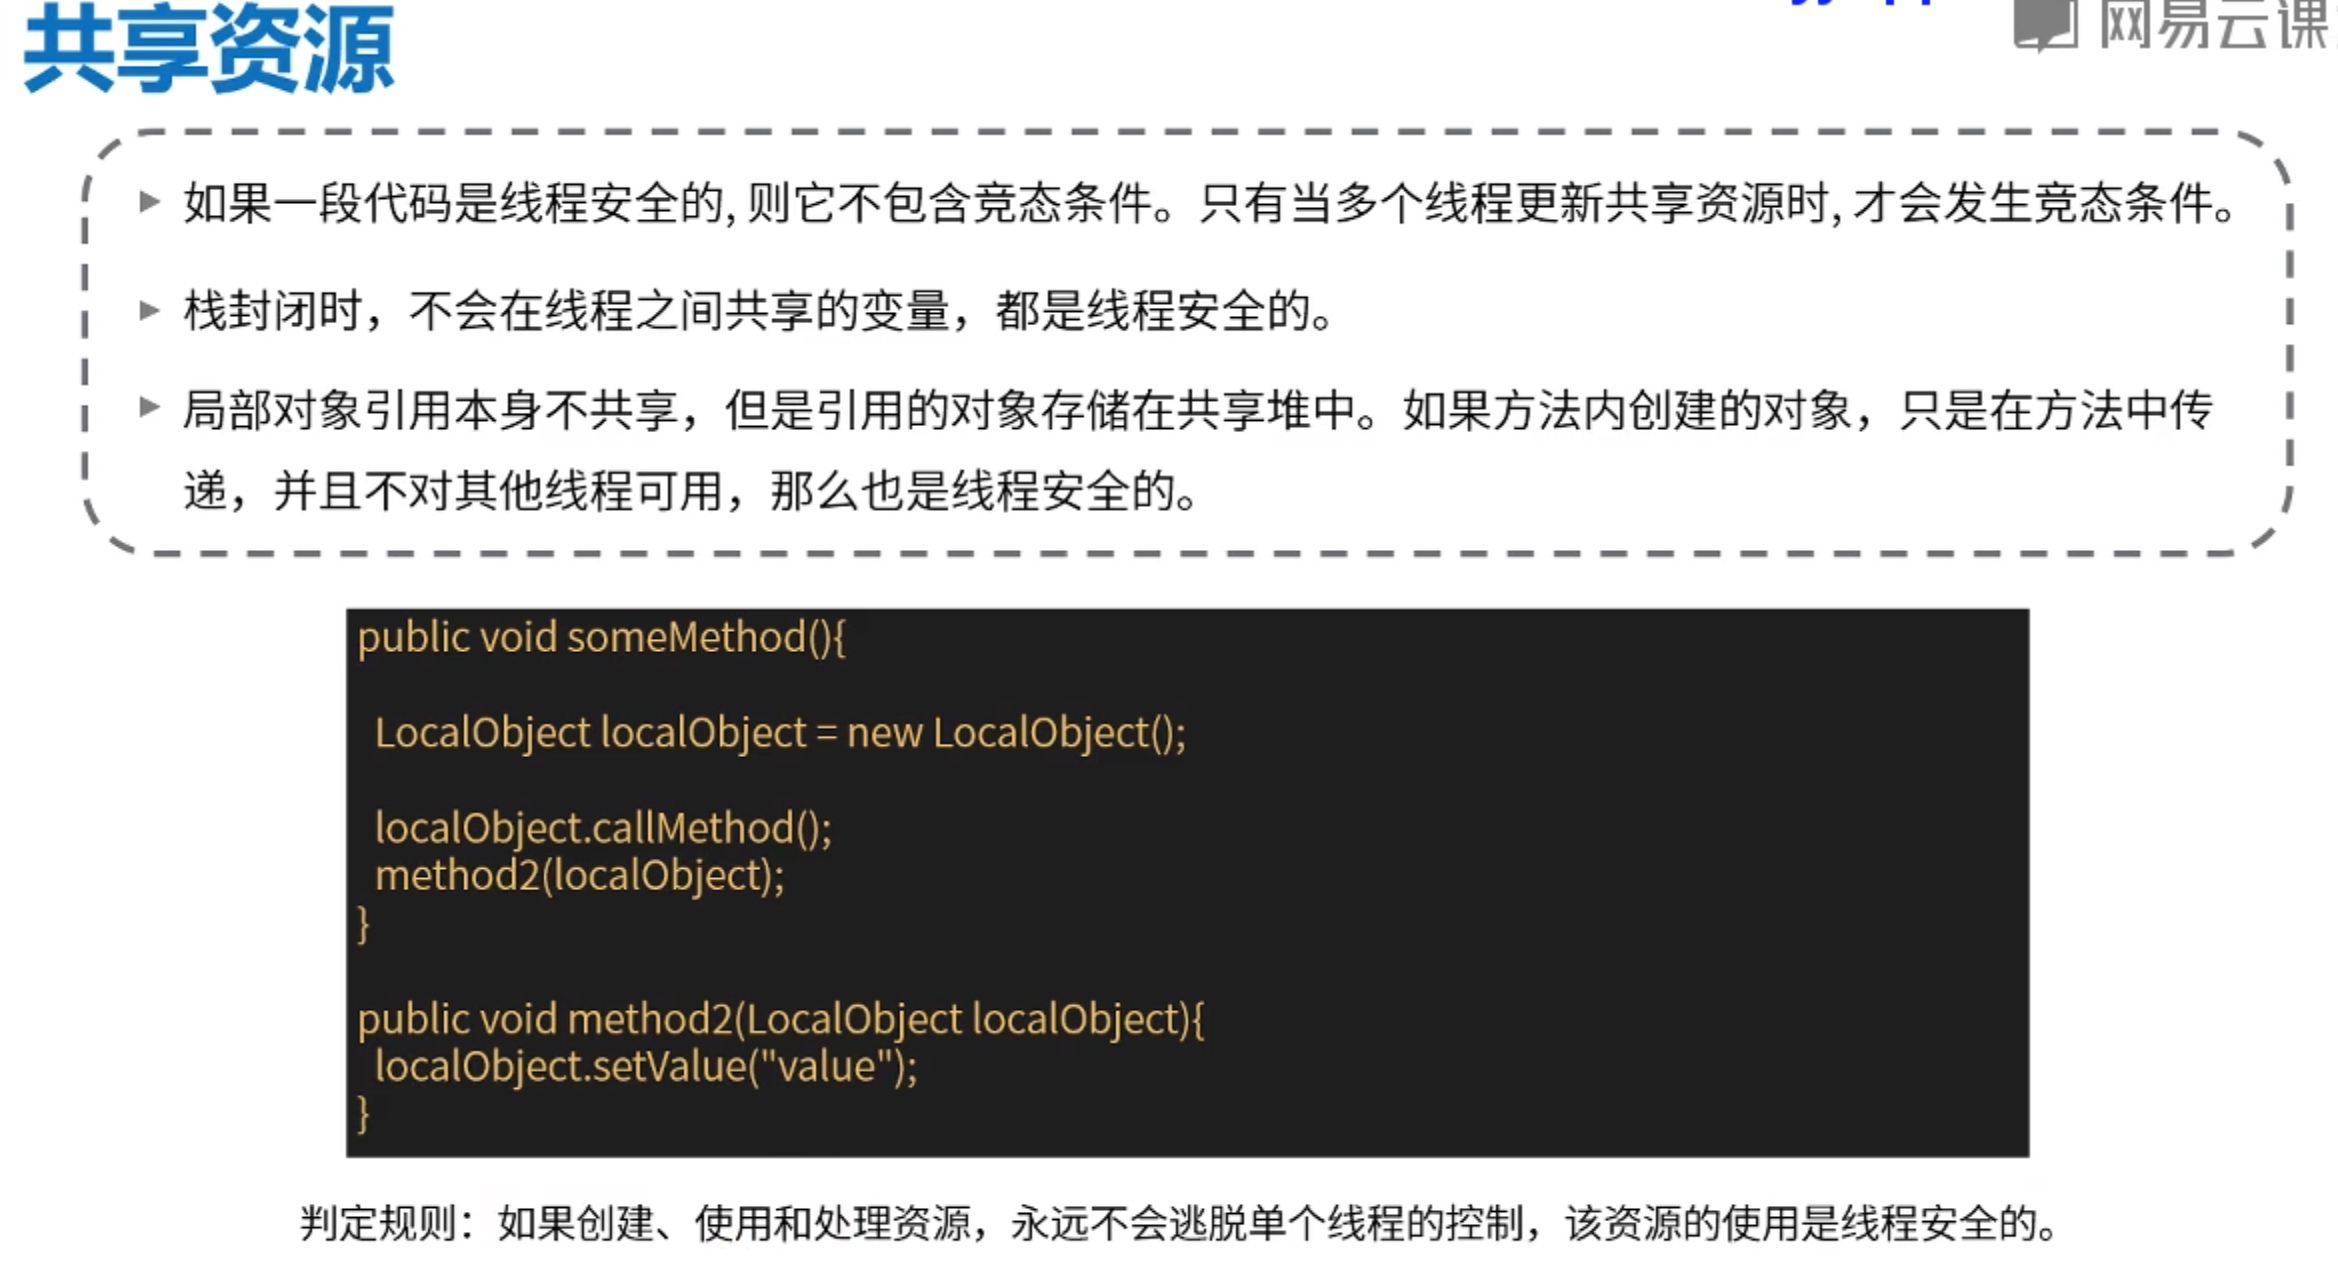 共享资源
网易云课
如果一段代码是线程安全的, 则它不包含竞态条件。只有当多个线程更新共享资源时, 才会发生竞态条件。
栈封闭时，不会在线程之间共享的变量，都是线程安全的。
局部对象引用本身不共享，但是引用的对象存储在共享堆中。如果方法内创建的对象，只是在方法中传
递，并且不对其他线程可用，那么也是线程安全的。
public void someMethod(){
LocalObject localObject = new LocalObject();
localObject.callMethod();
method2(localObject);
}
public void method2(LocalObject localObject){
localObject.setValue("value");
}
判定规则：如果创建、使用和处理资源，永远不会逃脱单个线程的控制，该资源的使用是线程安全的。